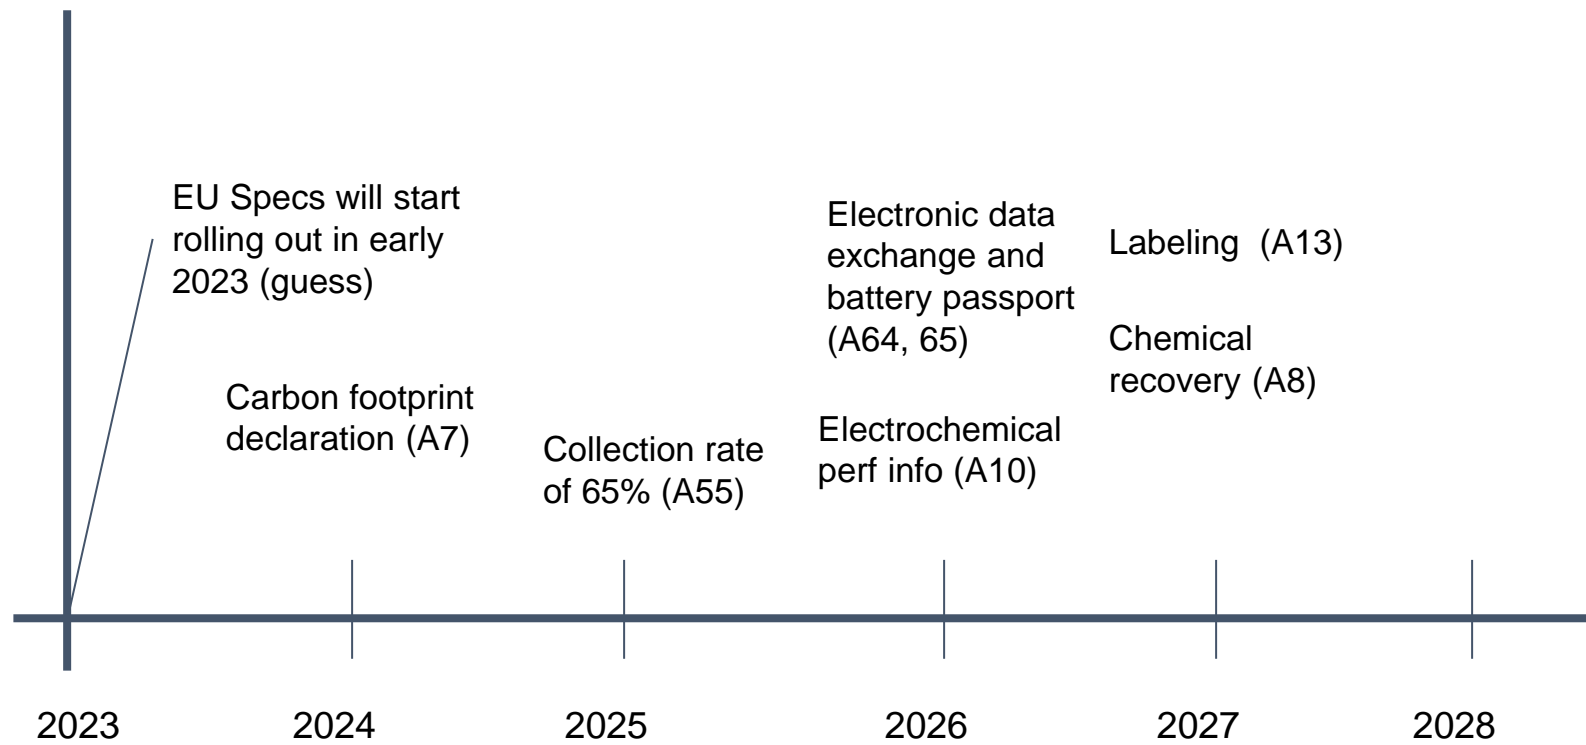 EU Specs will start
rolling out in early
2023 (guess)
Carbon footprint
declaration (A7)
Collection rate
of 65% (A55)
Electronic data
exchange and
battery passport
(A64, 65)
Electrochemical
perf info (A10)
Labeling  (A13)
Chemical
recovery (A8)
2023 2024 2025 2026 2027 2028